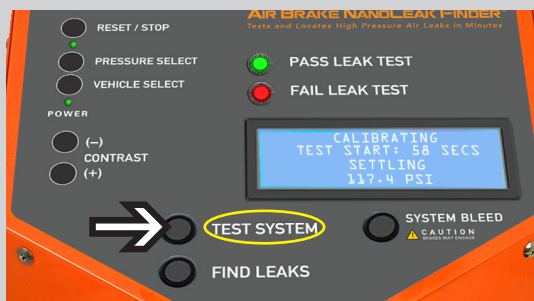 AIR BRAKE NANOLEAK FINDER
Tests and Locates High Pressure Air Leaks in Minutes
RESET / STOP
PRESSURE SELECT
VEHICLE SELECT
POWER
(–)
CONTRAST
(+)
PASS LEAK TEST
FAIL LEAK TEST
CALIBRATING
TEST START: 58 SECS
SETTLING
117.4 PSI
TEST SYSTEM
SYSTEM BLEED
CAUTION
BRAKES MAY ENGAGE
FIND LEAKS